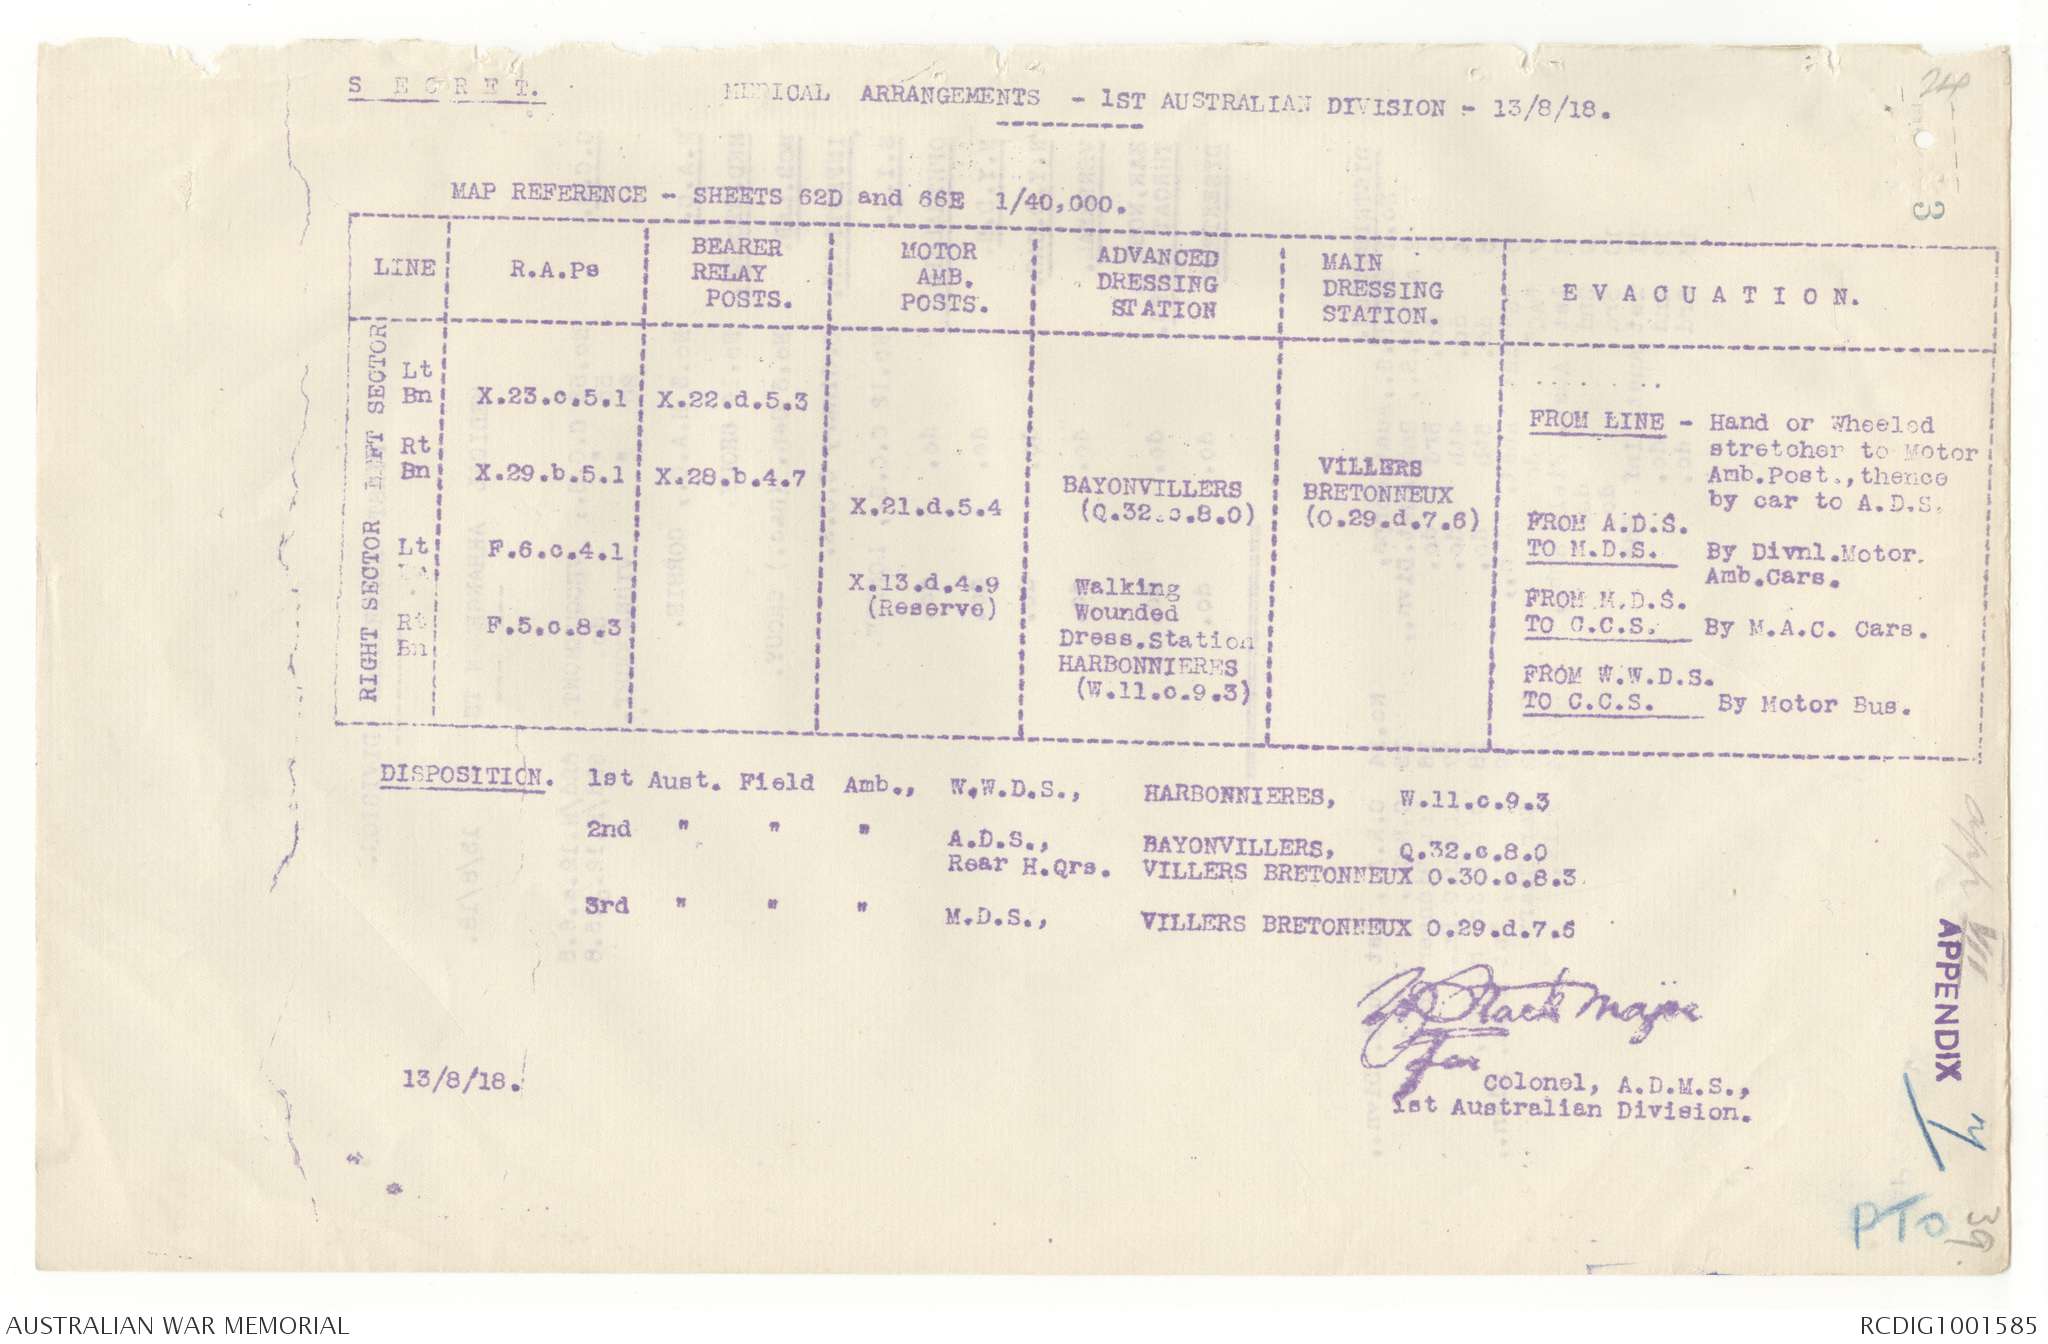 S E C R E T.
MEDICAL ARRANGEMENTS - 1ST AUSTRALIAN DIVISION - 13/8/18.
24
3
MAP REFERENCE - SHEETS 62D and 66E 1/40,000.
LINE
R.A.Ps
BEARER
RELAY
POSTS.
MOTOR
AMB.
POSTS.
ADVANCED
DRESSING
STATION
MAIN
DRESSING
STATION.
E V A C U A T I O N.
LEFT SECTOR
Lt
Bn
X.23.c.5.1
X.22.d.5.3
Rt
Bn
X.29.b.5.1
X.28.b.4.7
RIGHT SECTOR
Lt
F.6.c.4.1
Rt
Bn
F.5.c.8.3
X.21.d.5.4
X.13.d.4.9
(Reserve)
BAYONVILLERS
(Q.32.c.8.0)
Walking
Wounded
Dress.Station
HARBONNIERES
(W.11.c.9.3)
VILLERS
BRETONNEUX
(O.29.d.7.6)
FROM LINE - Hand or Wheeled
stretcher to Motor
Amb.Post., thence
by car to A.D.S.
FROM A.D.S.
TO M.D.S. By Divnl.Motor.
Amb.Cars.
FROM M.D.S.
TO C.C.S. By M.A.C. Cars.
FROM W.W.D.S.
TO C.C.S. By Motor Bus.
DISPOSITION. 1st Aust. Field Amb., W.W.D.S., HARBONNIERES, W.11.c.9.3
2nd " " " A.D.S., BAYONVILLERS, Q.32.c.8.0
Rear H.Qrs. VILLERS BRETONNEUX O.30.c.8.3
3rd " " " M.D.S., VILLERS BRETONNEUX O.29.d.7.6
Major
For
Colonel, A.D.M.S.,
1st Australian Division.
13/8/18.
App VII
APPENDIX
7
PTO
39
AUSTRALIAN WAR MEMORIAL
RCDIG1001585